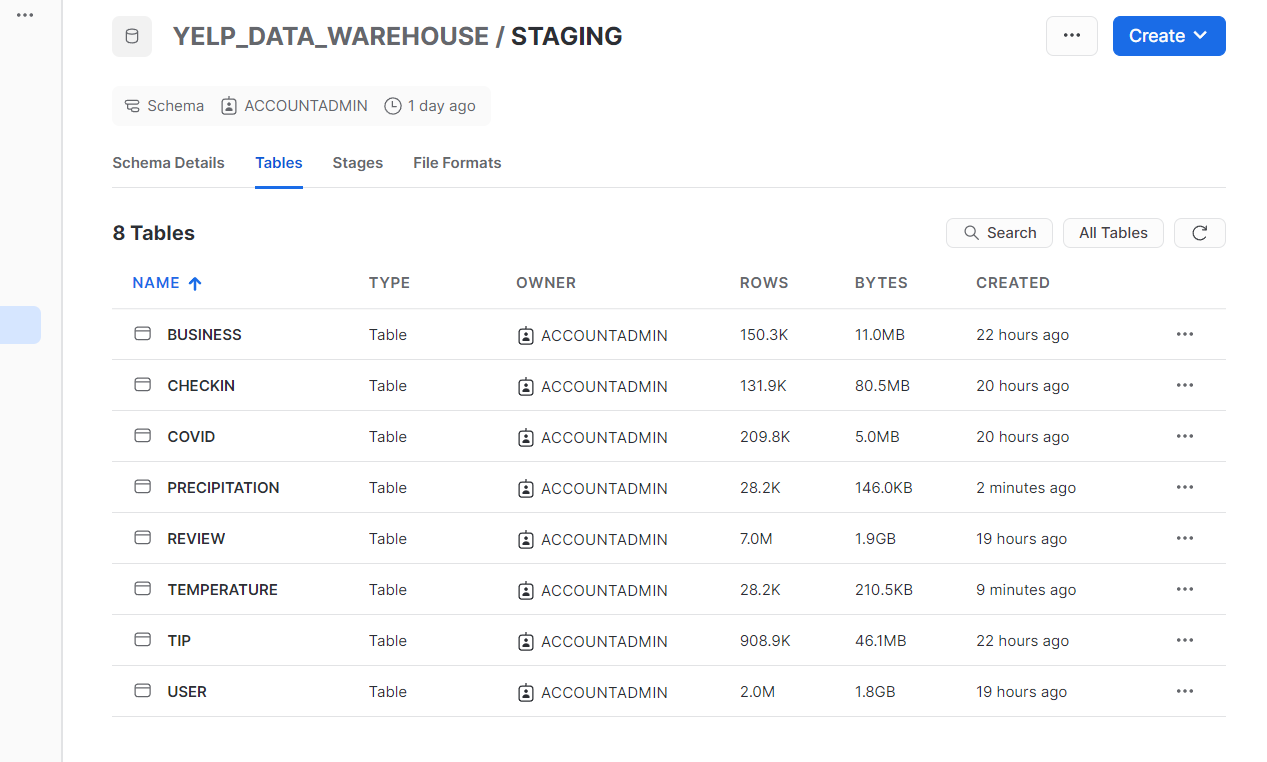 YELP_DATA_WAREHOUSE / STAGING
Create
Schema ACCOUNTADMIN 1 day ago
Schema Details Tables Stages File Formats
8 Tables
Search All Tables
NAME TYPE OWNER ROWS BYTES CREATED
BUSINESS Table ACCOUNTADMIN 150.3K 11.0MB 22 hours ago
CHECKIN Table ACCOUNTADMIN 131.9K 80.5MB 20 hours ago
COVID Table ACCOUNTADMIN 209.8K 5.0MB 20 hours ago
PRECIPITATION Table ACCOUNTADMIN 28.2K 146.0KB 2 minutes ago
REVIEW Table ACCOUNTADMIN 7.0M 1.9GB 19 hours ago
TEMPERATURE Table ACCOUNTADMIN 28.2K 210.5KB 9 minutes ago
TIP Table ACCOUNTADMIN 908.9K 46.1MB 22 hours ago
USER Table ACCOUNTADMIN 2.0M 1.8GB 19 hours ago